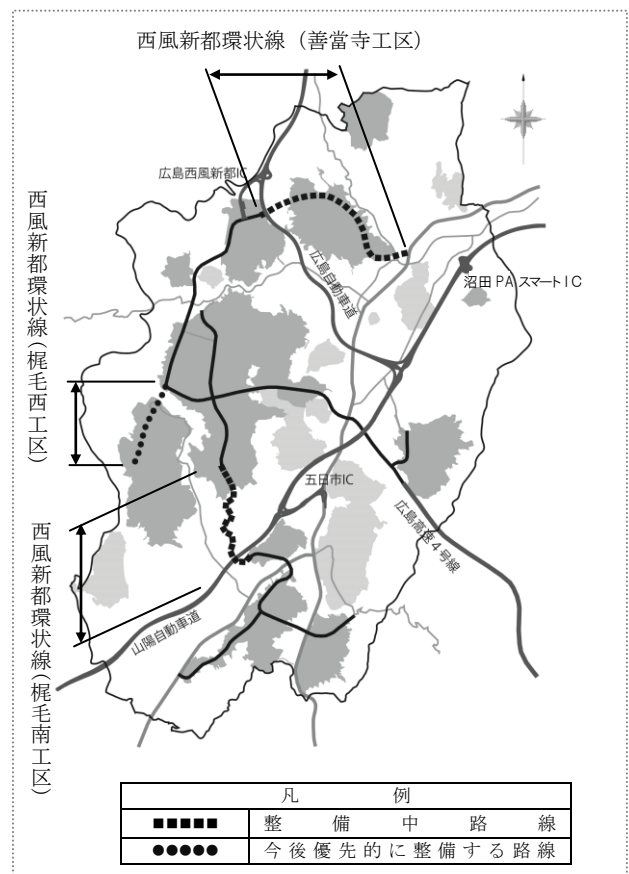 西風新都環状線（善當寺工区）
広島西風新都IC
広島自動車道
沼田PAスマートIC
西風新都環状線（梶毛西工区）
五日市IC
広島高速4号線
西風新都環状線（梶毛南工区）
山陽自動車道
凡例
整備中路線
今後優先的に整備する路線